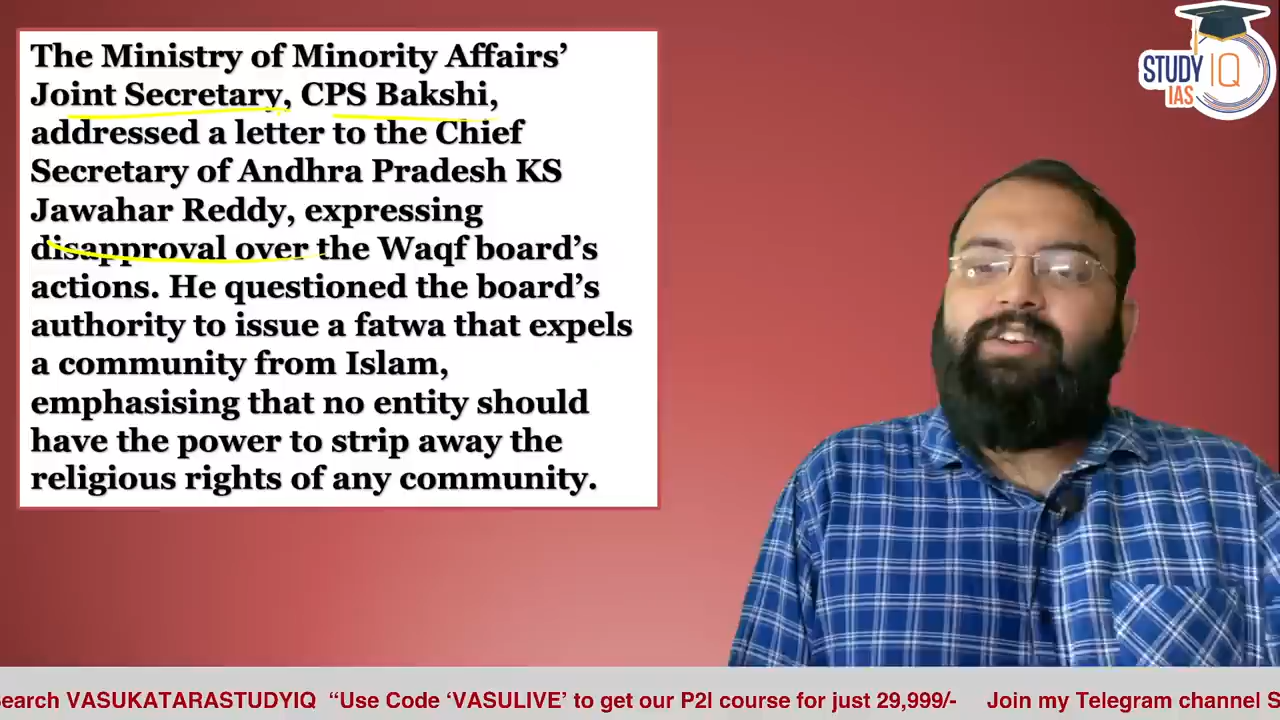 The Ministry of Minority Affairs’
Joint Secretary, CPS Bakshi,
addressed a letter to the Chief
Secretary of Andhra Pradesh KS
Jawahar Reddy, expressing
disapproval over the Waqf board’s
actions. He questioned the board’s
authority to issue a fatwa that expels
a community from Islam,
emphasising that no entity should
have the power to strip away the
religious rights of any community.
STUDY IQ
IAS
earch VASUKATARASTUDYIQ “Use Code ‘VASULIVE’ to get our P2I course for just 29,999/- Join my Telegram channel S